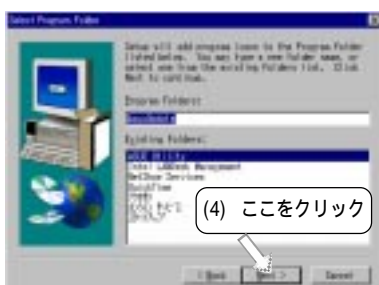 Select Program Folder
Setup will add program icons to the Program Folder
listed below. You may type a new folder name, or
select one from the existing Folders list. Click
Next to continue.
Program Folders:
Existing Folders:
Intel LANDesk Management
NetShow Services
QuickTime
(4) ここをクリック
< Back
Next >
Cancel